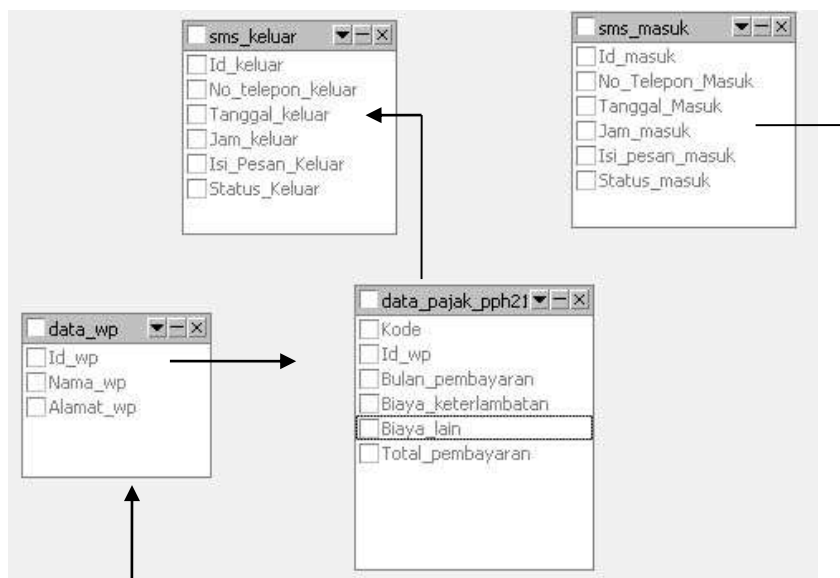 sms_keluar
Id_keluar
No_telepon_keluar
Tanggal_keluar
Jam_keluar
Isi_Pesan_Keluar
Status_Keluar
sms_masuk
Id_masuk
No_Telepon_Masuk
Tanggal_Masuk
Jam_masuk
Isi_pesan_masuk
Status_masuk
data_wp
Id_wp
Nama_wp
Alamat_wp
data_pajak_pph21
Kode
Id_wp
Bulan_pembayaran
Biaya_keterlambatan
Biaya_lain
Total_pembayaran